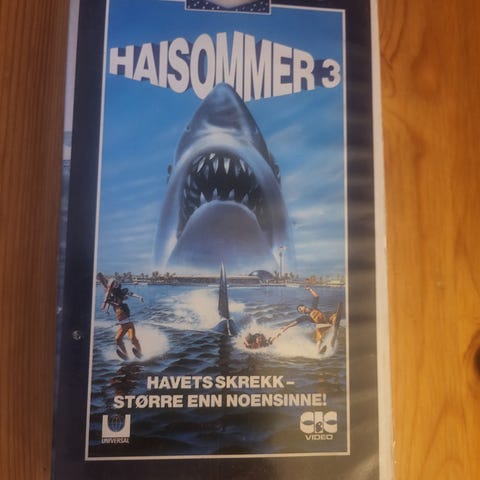 HAISOMMER 3
HAVETS SKREKK –
STØRRE ENN NOENSINNE!
UNIVERSAL
CIC
VIDEO